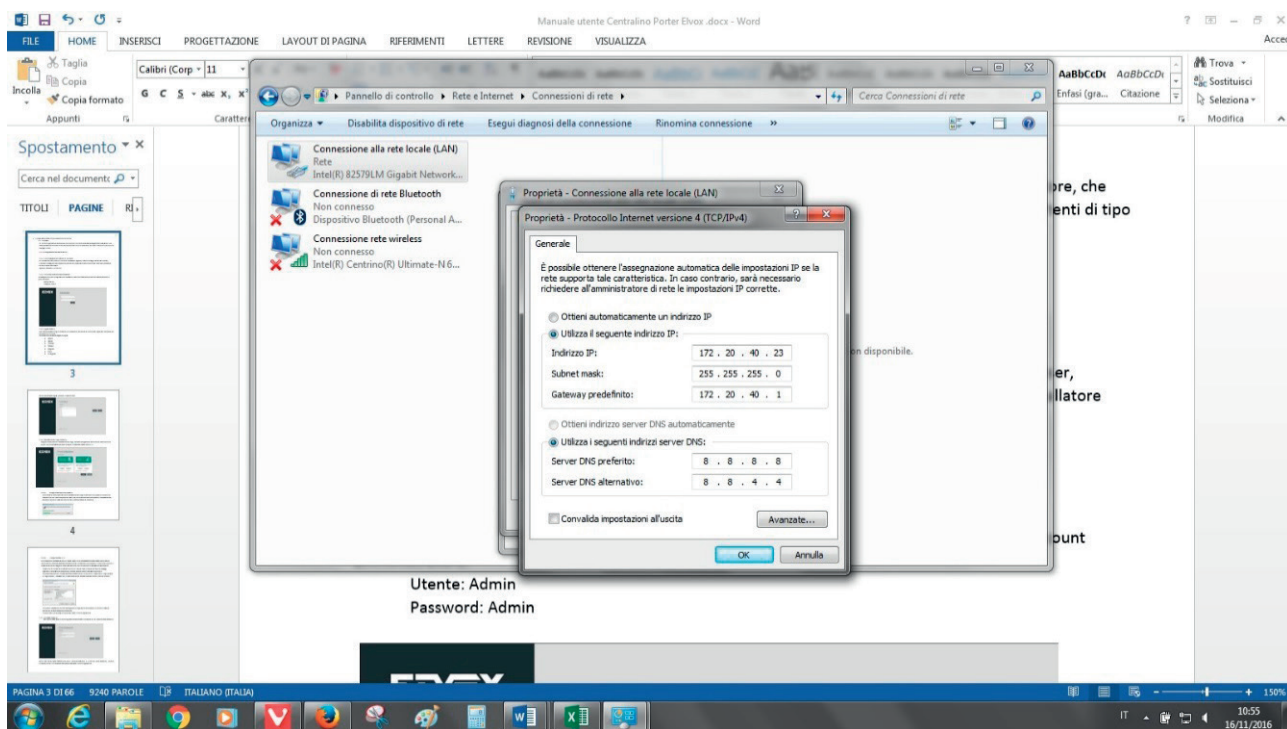 Manuale utente Centralino Porter Elvox .docx - Word
FILE HOME INSERISCI PROGETTAZIONE LAYOUT DI PAGINA RIFERIMENTI LETTERE REVISIONE VISUALIZZA
Acce
Incolla
Taglia
Copia
Copia formato
Appunti
Calibri (Corp 11
G C S abc X, X
Caratter
AaBbCcDc AaBbCcDc
Enfasi (gra... Citazione
Trova
Sostituisci
Seleziona
Modifica
Spostamento
Cerca nel documento
TITOLI PAGINE
3
4
Pannello di controllo Rete e Internet Connessioni di rete
Cerca Connessioni di rete
Organizza Disabilita dispositivo di rete Esegui diagnosi della connessione Rinomina connessione »
Connessione alla rete locale (LAN)
Rete
Intel(R) 82579LM Gigabit Network...
Connessione di rete Bluetooth
Non connesso
Dispositivo Bluetooth (Personal A...
Connessione rete wireless
Non connesso
Intel(R) Centrino(R) Ultimate-N 6...
Proprietà - Connessione alla rete locale (LAN)
Proprietà - Protocollo Internet versione 4 (TCP/IPv4)
Generale
È possibile ottenere l'assegnazione automatica delle impostazioni IP se la
rete supporta tale caratteristica. In caso contrario, sarà necessario
richiedere all'amministratore di rete le impostazioni IP corrette.
Ottieni automaticamente un indirizzo IP
Utilizza il seguente indirizzo IP:
Indirizzo IP: 172 . 20 . 40 . 23
Subnet mask: 255 . 255 . 255 . 0
Gateway predefinito: 172 . 20 . 40 . 1
Ottieni indirizzo server DNS automaticamente
Utilizza i seguenti indirizzi server DNS:
Server DNS preferito: 8 . 8 . 8 . 8
Server DNS alternativo: 8 . 8 . 4 . 4
Convalida impostazioni all'uscita
Avanzate...
OK Annulla
on disponibile.
ore, che
enti di tipo
er,
llatore
ount
Utente: Admin
Password: Admin
PAGINA 3 DI 66 9240 PAROLE ITALIANO (ITALIA)
150%
IT
10:55
16/11/2016